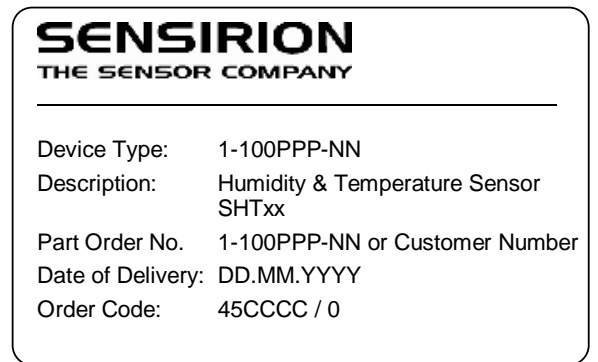 SENSIRION
THE SENSOR COMPANY
Device Type: 1-100PPP-NN
Description: Humidity & Temperature Sensor
SHTxx
Part Order No. 1-100PPP-NN or Customer Number
Date of Delivery: DD.MM.YYYY
Order Code: 45CCCC / 0